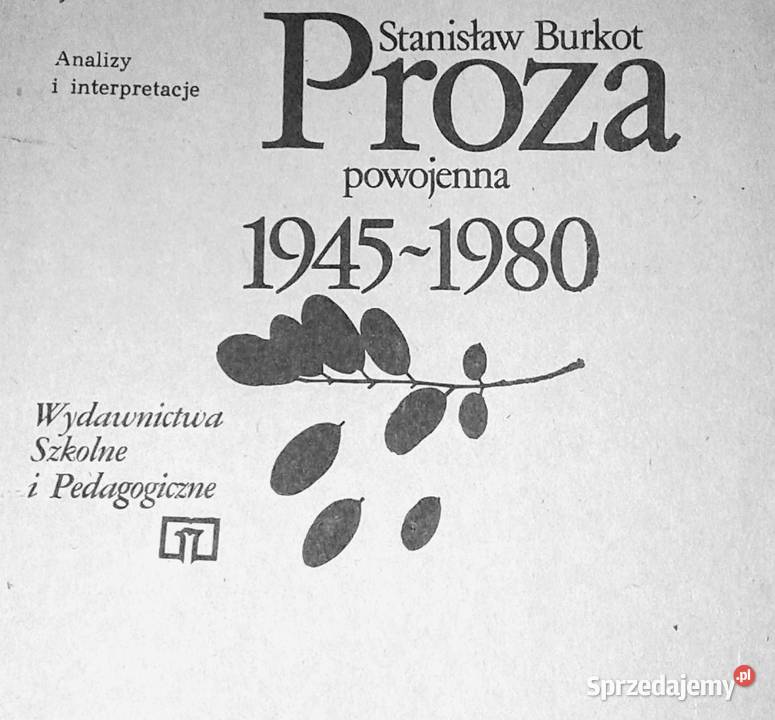 Stanisław Burkot
Analizy
i interpretacje
Proza
powojenna
1945~1980
Wydawnictwa
Szkolne
i Pedagogiczne
Sprzedajemy.pl